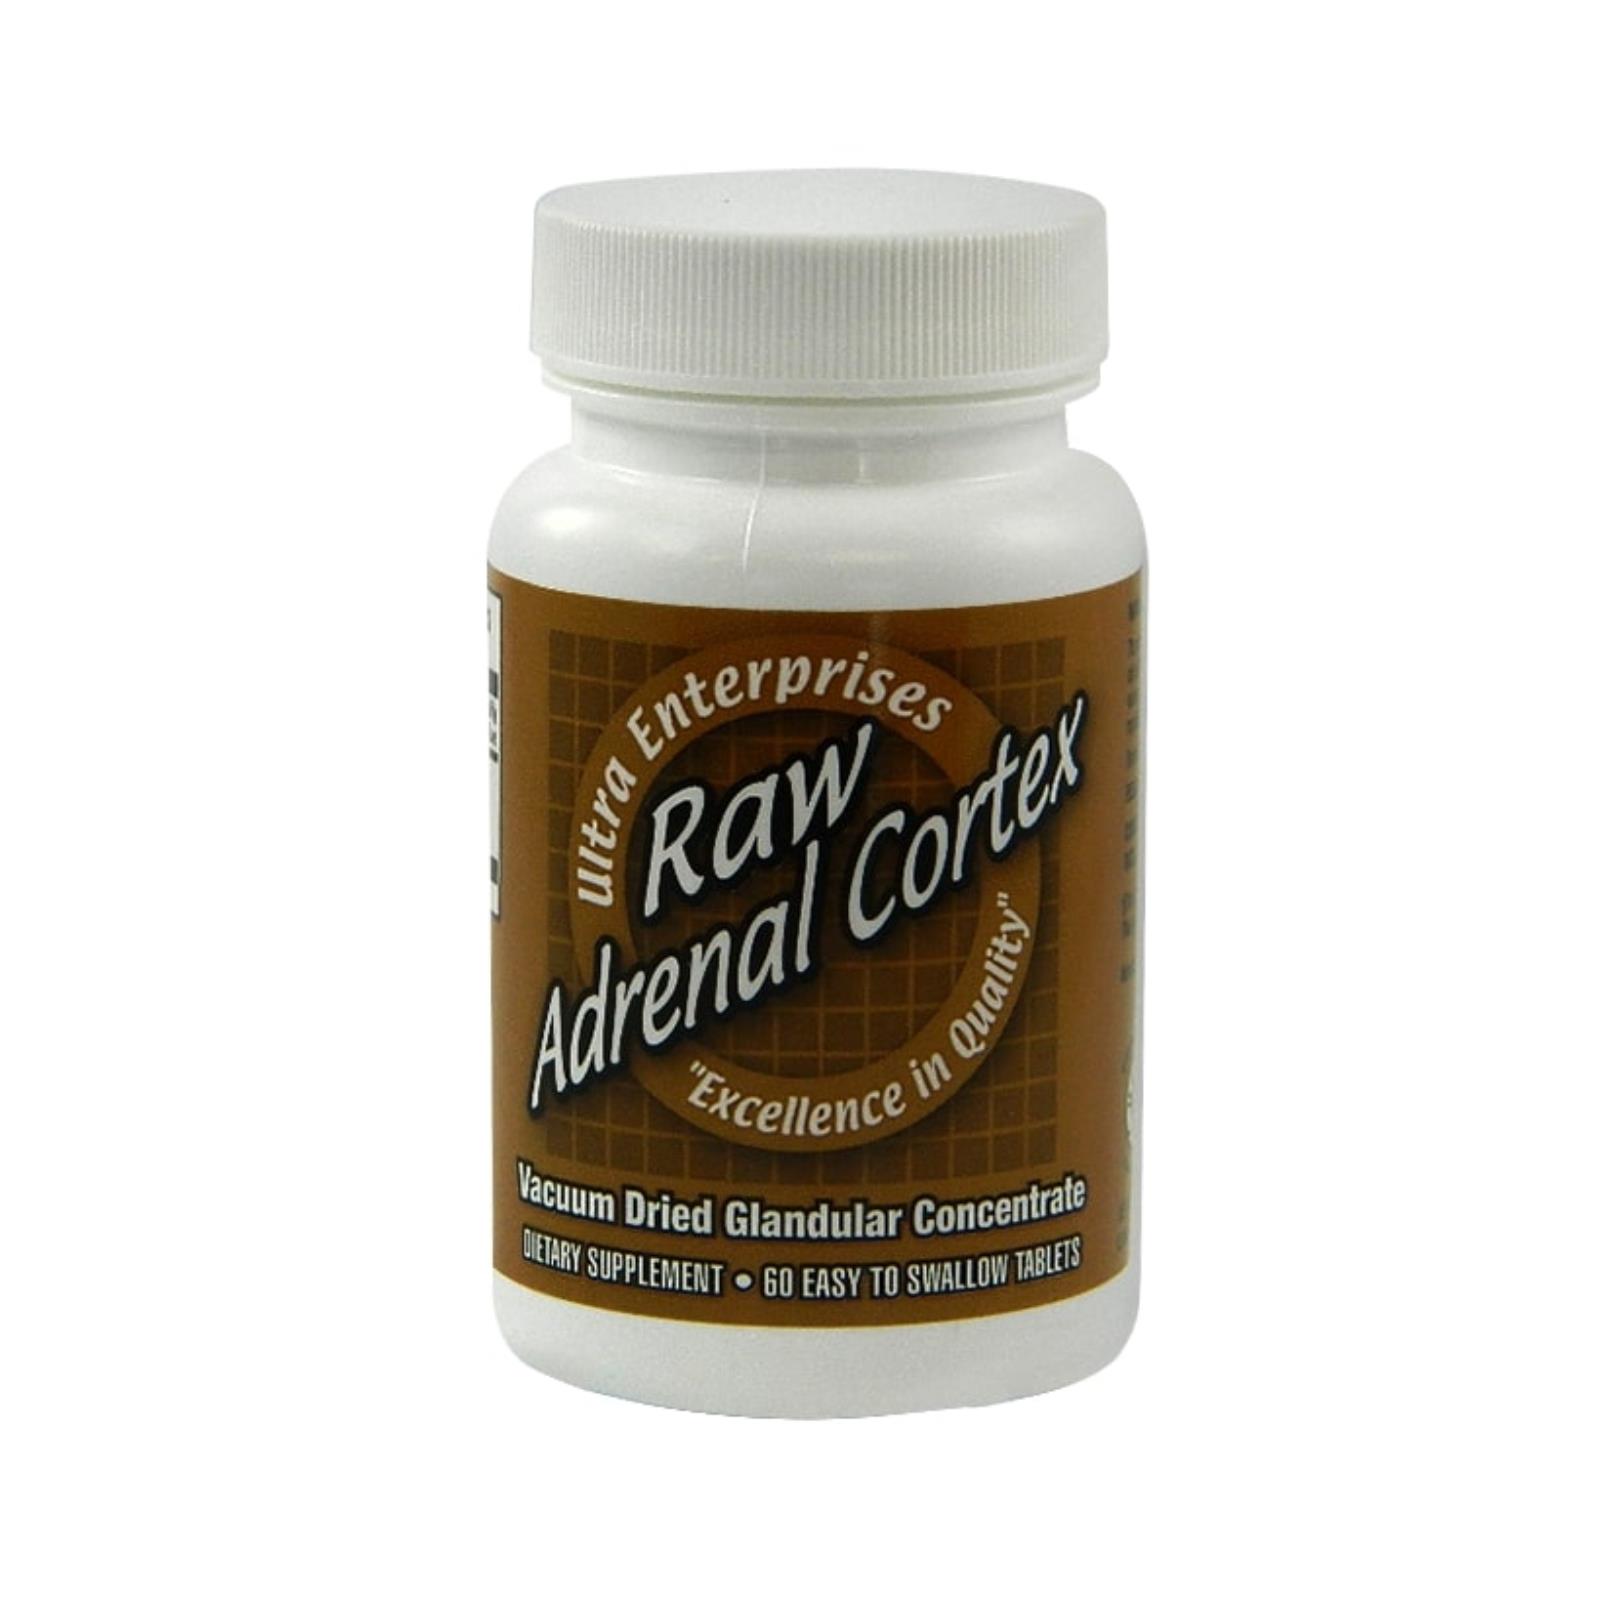 Ultra Enterprises
Raw
Adrenal Cortex
"Excellence in Quality"
Vacuum Dried Glandular Concentrate
DIETARY SUPPLEMENT • 60 EASY TO SWALLOW TABLETS